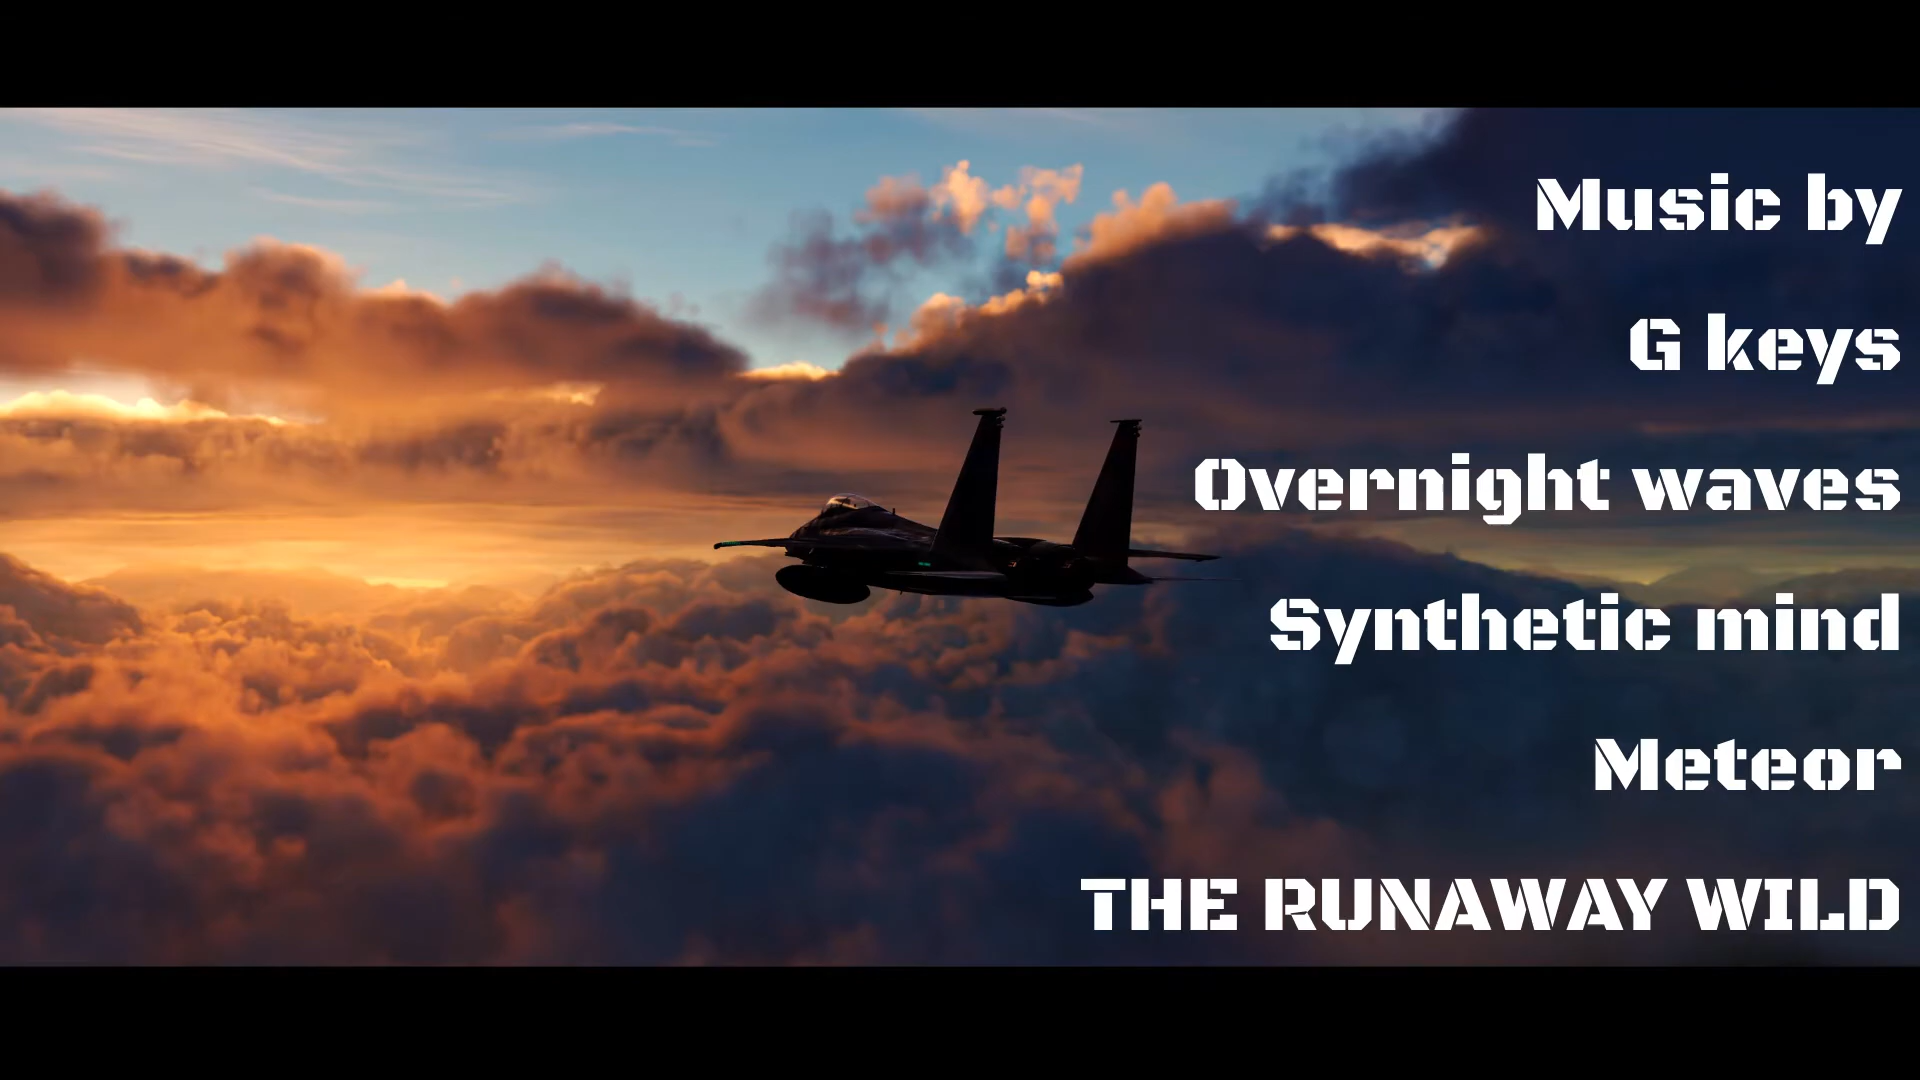 Music by
G keys
Overnight waves
Synthetic mind
Meteor
THE RUNAWAY WILD